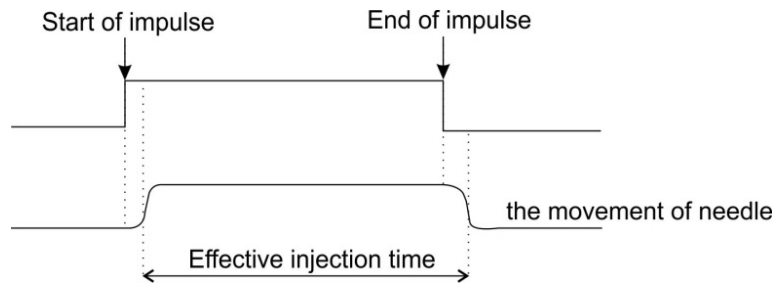 Start of impulse
End of impulse
the movement of needle
Effective injection time